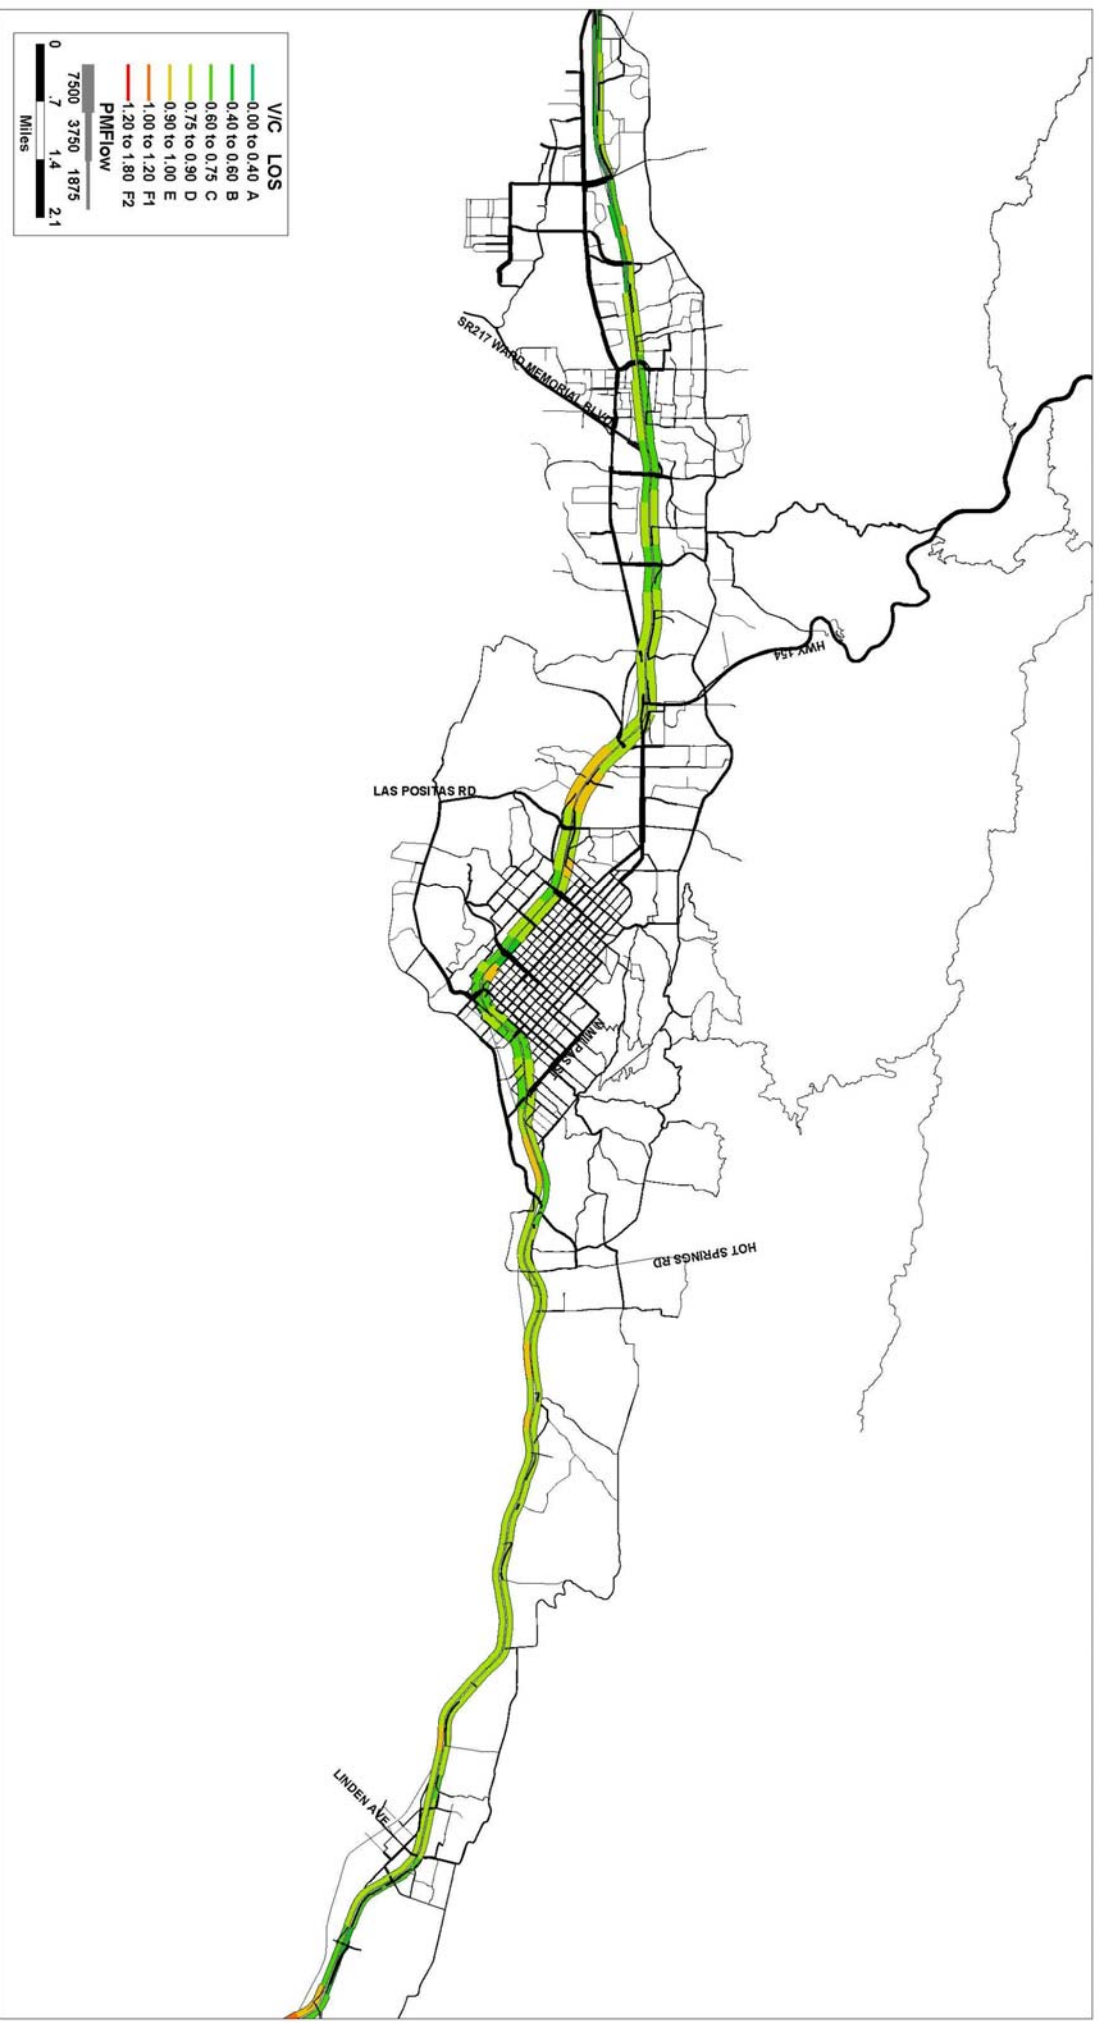 V/C LOS
0.00 to 0.40 A
0.40 to 0.60 B
0.60 to 0.75 C
0.75 to 0.90 D
0.90 to 1.00 E
1.00 to 1.20 F1
1.20 to 1.80 F2
PMFlow
7500 3750 1875
0 .7 1.4 2.1
Miles
SR217 WARD MEMORIAL BLVD
HWY 154
LAS POSITAS RD
N MILPAS ST
HOT SPRINGS RD
LINDEN AVE